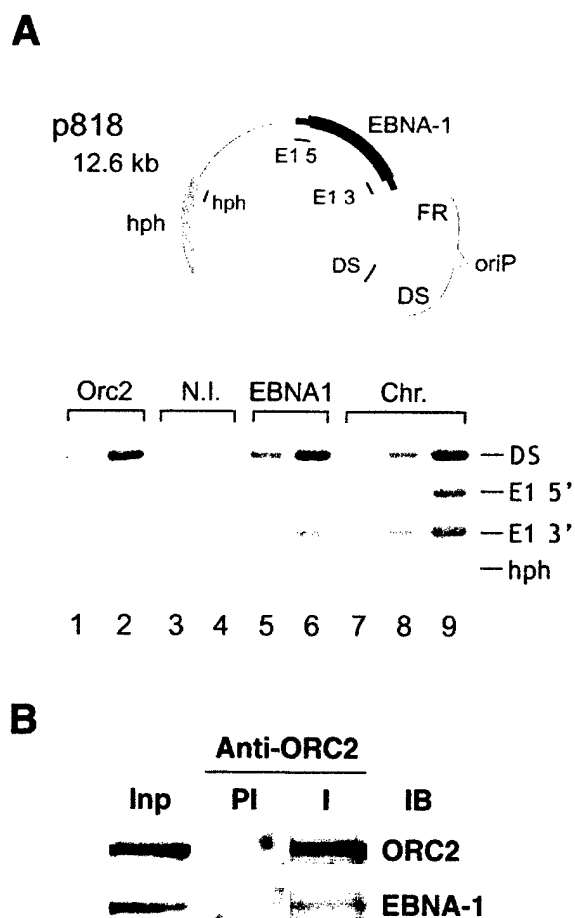 A
p818
12.6 kb
EBNA-1
E1 5
E1 3
hph
hph
FR
DS
oriP
DS
Orc2 N.I. EBNA1 Chr.
DS
E1 5'
E1 3'
hph
1 2 3 4 5 6 7 8 9
B
Anti-ORC2
Inp PI I IB
ORC2
EBNA-1